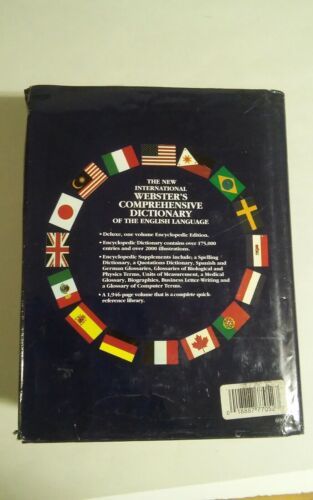 THE NEW
INTERNATIONAL
WEBSTER'S
COMPREHENSIVE
DICTIONARY
OF THE ENGLISH LANGUAGE
• Deluxe, one volume Encyclopedic Edition.
• Encyclopedic Dictionary contains over 175,000
entries and over 2000 illustrations.
• Encyclopedic Supplements include; a Spelling
Dictionary, a Quotations Dictionary, Spanish and
German Glossaries, Glossaries of Biological and
Physics Terms, Units of Measurement, a Medical
Glossary, Biographies, Business Letter-Writing and
a Glossary of Computer Terms.
• A 1,946 page volume that is a complete quick-
reference library.